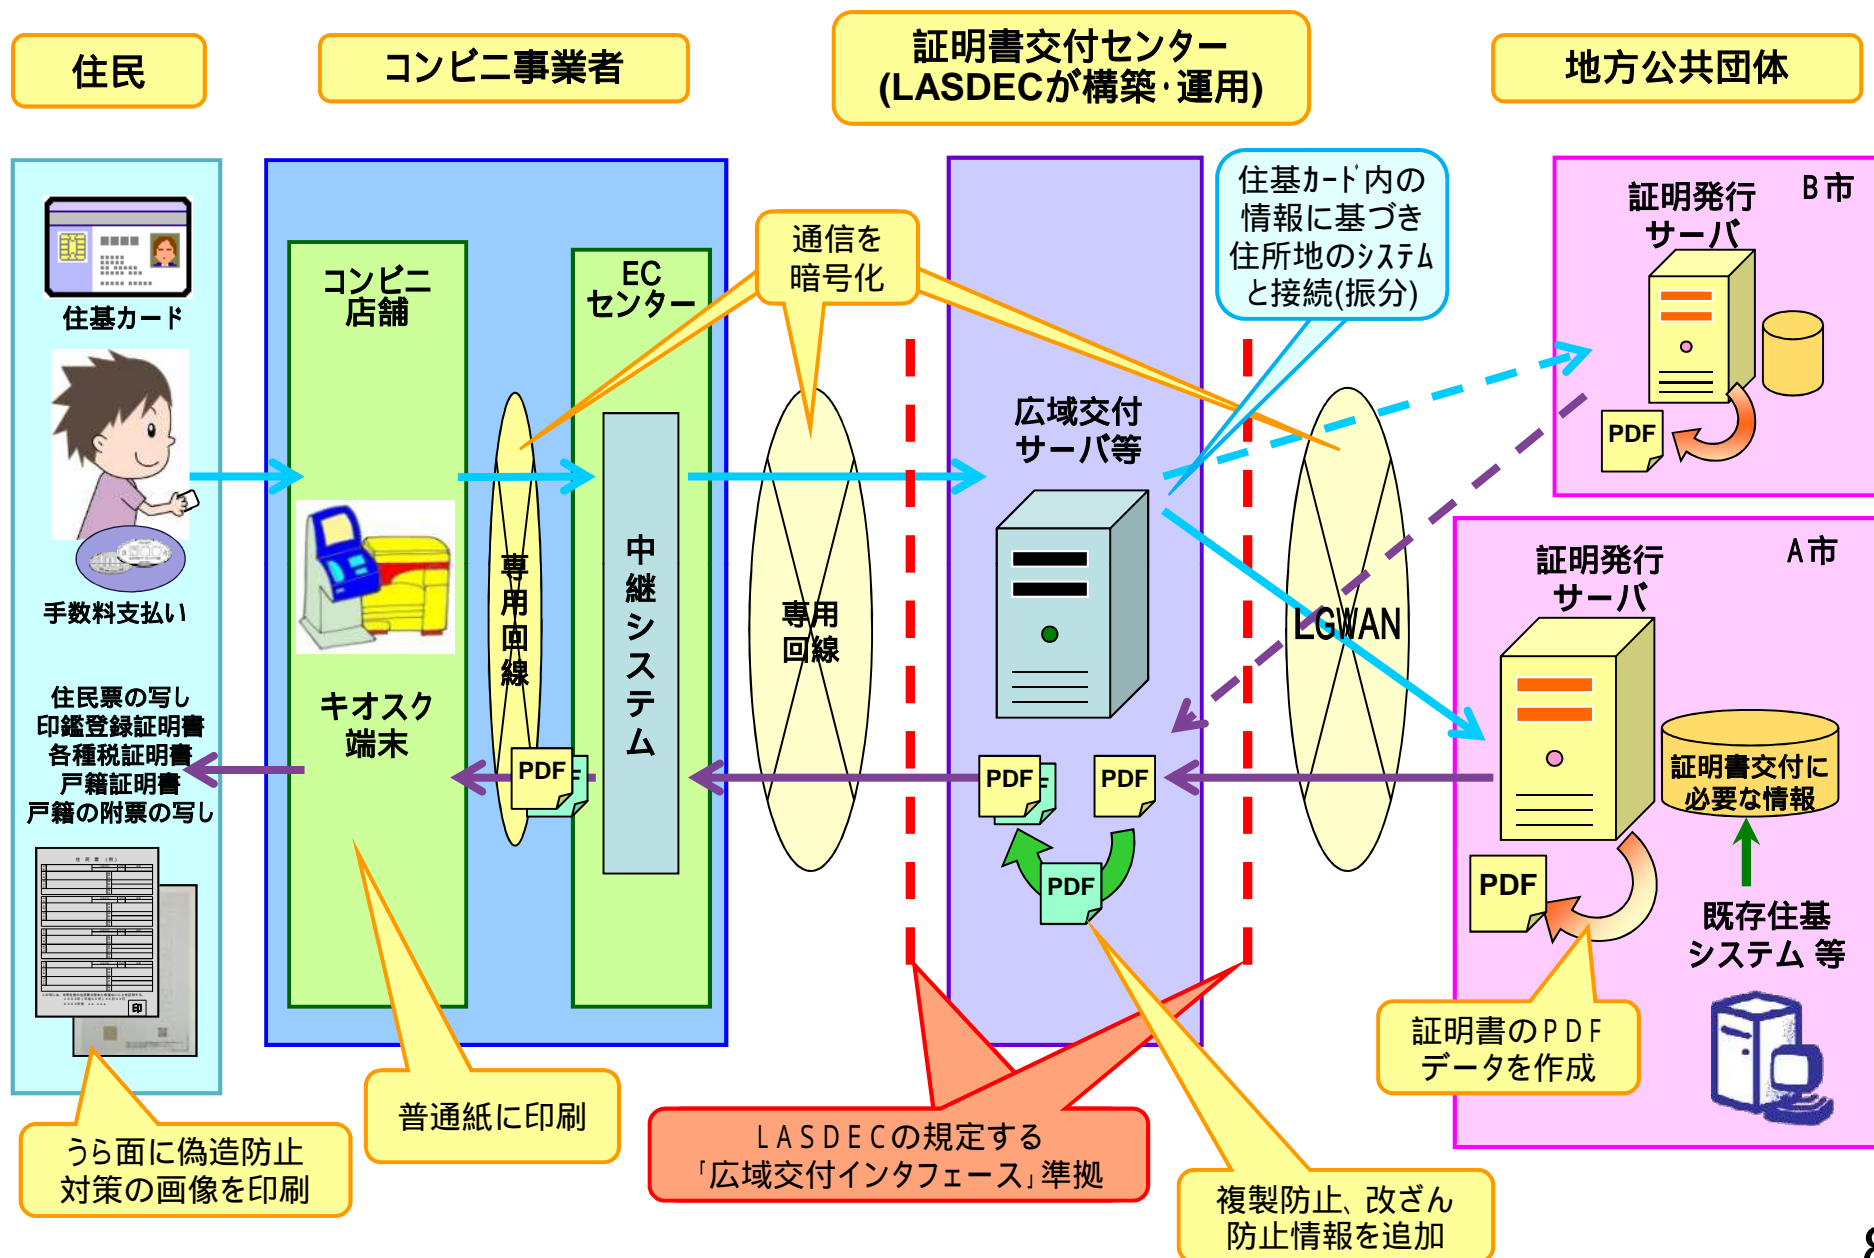 住民
コンビニ事業者
証明書交付センター
(LASDECが構築・運用)
地方公共団体
住基カード
手数料支払い
住民票の写し
印鑑登録証明書
各種税証明書
戸籍証明書
戸籍の附票の写し
印
うら面に偽造防止
対策の画像を印刷
コンビニ
店舗
キオスク
端末
普通紙に印刷
専用回線
EC
センター
中継システム
PDF
通信を
暗号化
専用
回線
広域交付
サーバ等
PDF
PDF
PDF
住基ｶｰﾄﾞ内の
情報に基づき
住所地のｼｽﾃﾑ
と接続(振分)
LASDECの規定する
「広域交付インタフェース」準拠
複製防止、改ざん
防止情報を追加
LGWAN
証明発行
サーバ
B市
PDF
証明発行
サーバ
A市
証明書交付に
必要な情報
PDF
既存住基
システム 等
証明書のPDF
データを作成